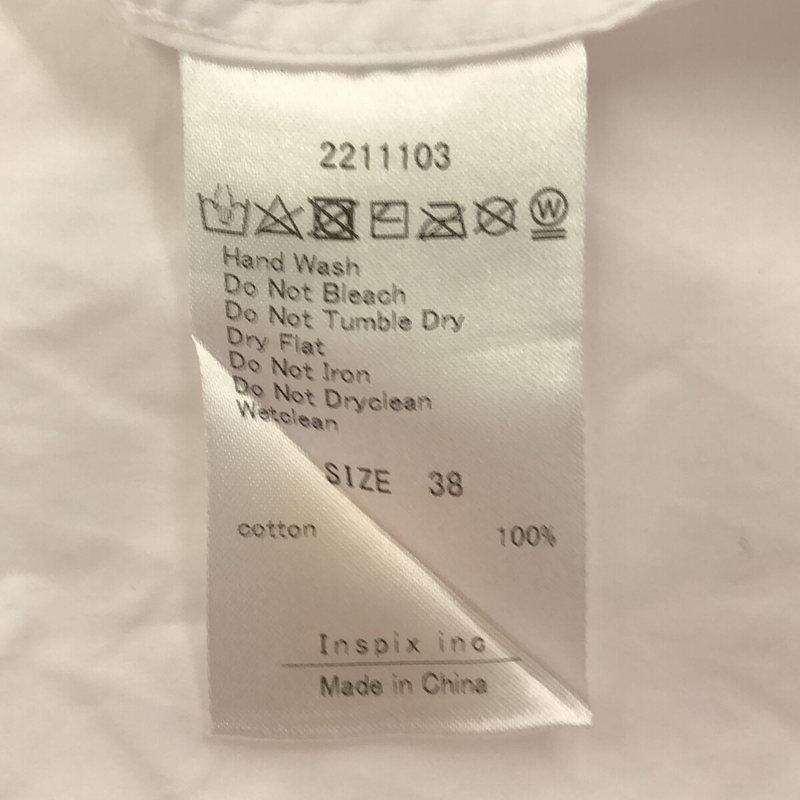 2211103
W
Hand Wash
Do Not Bleach
Do Not Tumble Dry
Dry Flat
Do Not Iron
Do Not Dryclean
Wetclean
SIZE 38
cotton 100%
Inspix inc
Made in China